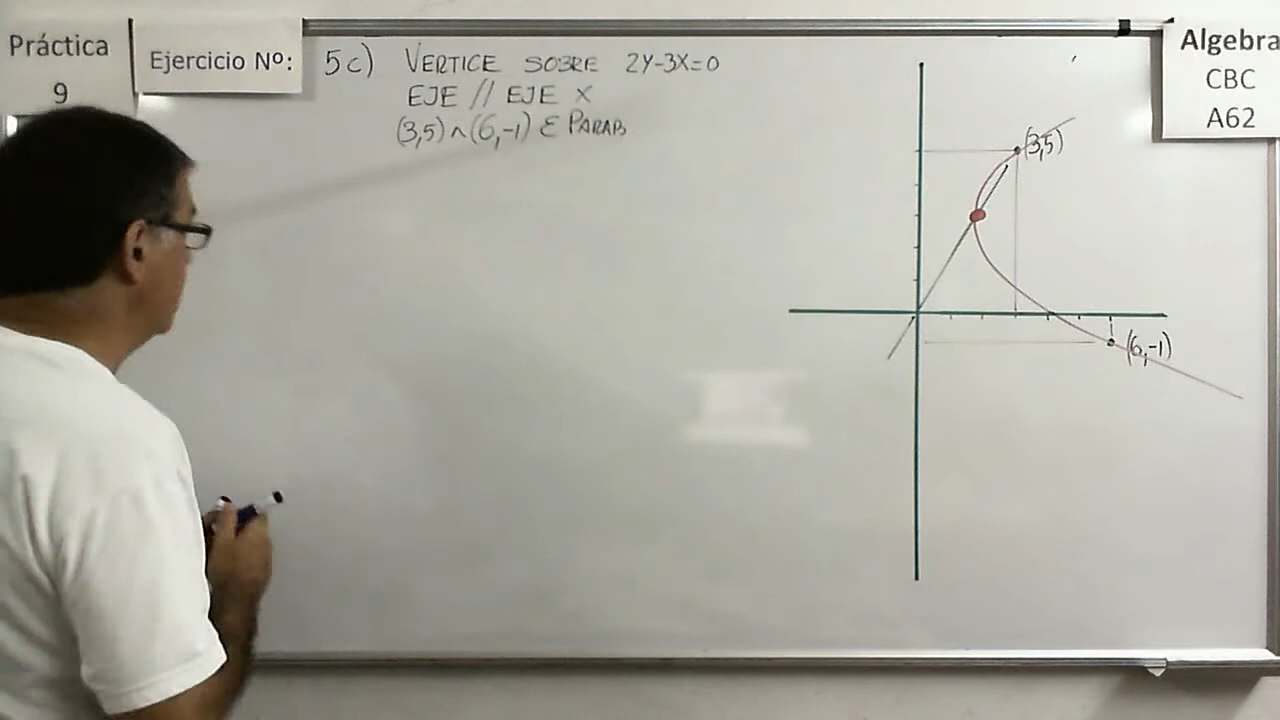 Práctica
9
Ejercicio Nº:
5c) VERTICE SOBRE 2Y-3X=0
EJE // EJE X
(3,5)∧(6,-1) Ɛ PARAB
Algebra
CBC
A62
(3,5)
(6,-1)